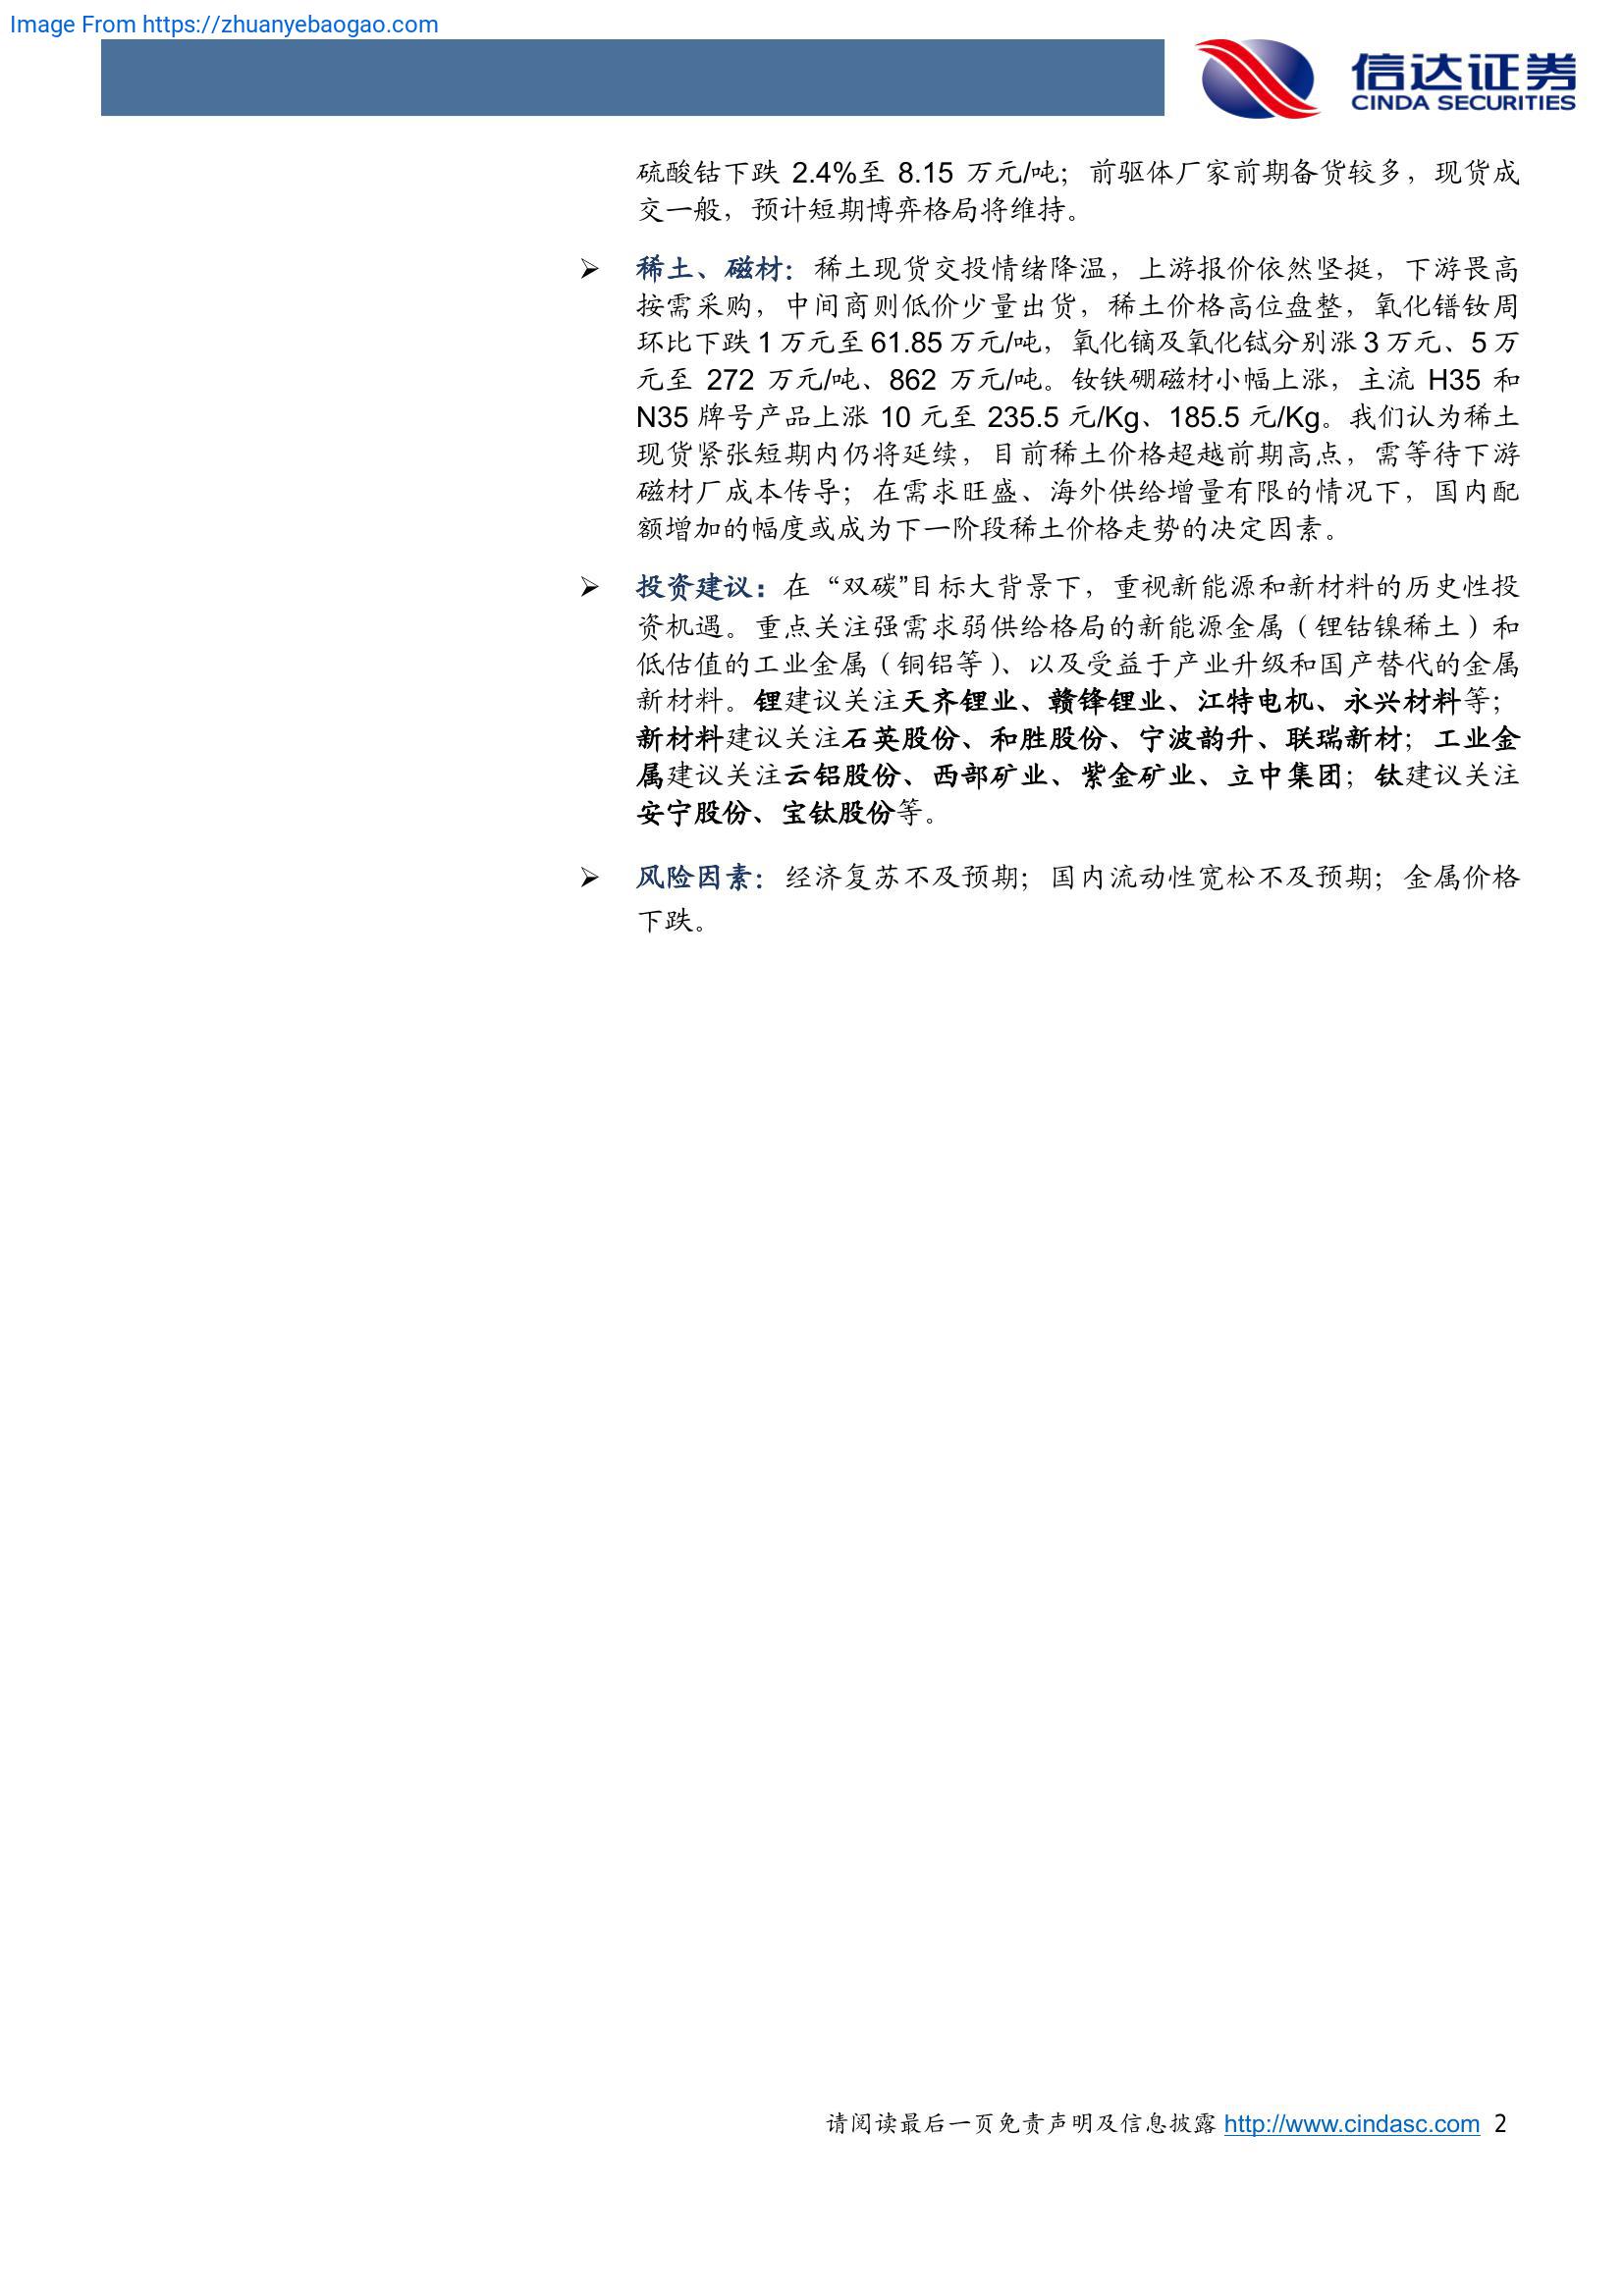 Image From https://zhuanyebaogao.com
信达证券
CINDA SECURITIES
硫酸钴下跌 2.4%至 8.15 万元/吨；前驱体厂家前期备货较多，现货成
交一般，预计短期博弈格局将维持。
➢ 稀土、磁材：稀土现货交投情绪降温，上游报价依然坚挺，下游畏高
按需采购，中间商则低价少量出货，稀土价格高位盘整，氧化镨钕周
环比下跌 1 万元至 61.85 万元/吨，氧化镝及氧化铽分别涨 3 万元、5 万
元至 272 万元/吨、862 万元/吨。钕铁硼磁材小幅上涨，主流 H35 和
N35 牌号产品上涨 10 元至 235.5 元/Kg、185.5 元/Kg。我们认为稀土
现货紧张短期内仍将延续，目前稀土价格超越前期高点，需等待下游
磁材厂成本传导；在需求旺盛、海外供给增量有限的情况下，国内配
额增加的幅度或成为下一阶段稀土价格走势的决定因素。
➢ 投资建议：在“双碳”目标大背景下，重视新能源和新材料的历史性投
资机遇。重点关注强需求弱供给格局的新能源金属（锂钴镍稀土）和
低估值的工业金属（铜铝等）、以及受益于产业升级和国产替代的金属
新材料。锂建议关注天齐锂业、赣锋锂业、江特电机、永兴材料等；
新材料建议关注石英股份、和胜股份、宁波韵升、联瑞新材；工业金
属建议关注云铝股份、西部矿业、紫金矿业、立中集团；钛建议关注
安宁股份、宝钛股份等。
➢ 风险因素：经济复苏不及预期；国内流动性宽松不及预期；金属价格
下跌。
请阅读最后一页免责声明及信息披露 http://www.cindasc.com 2